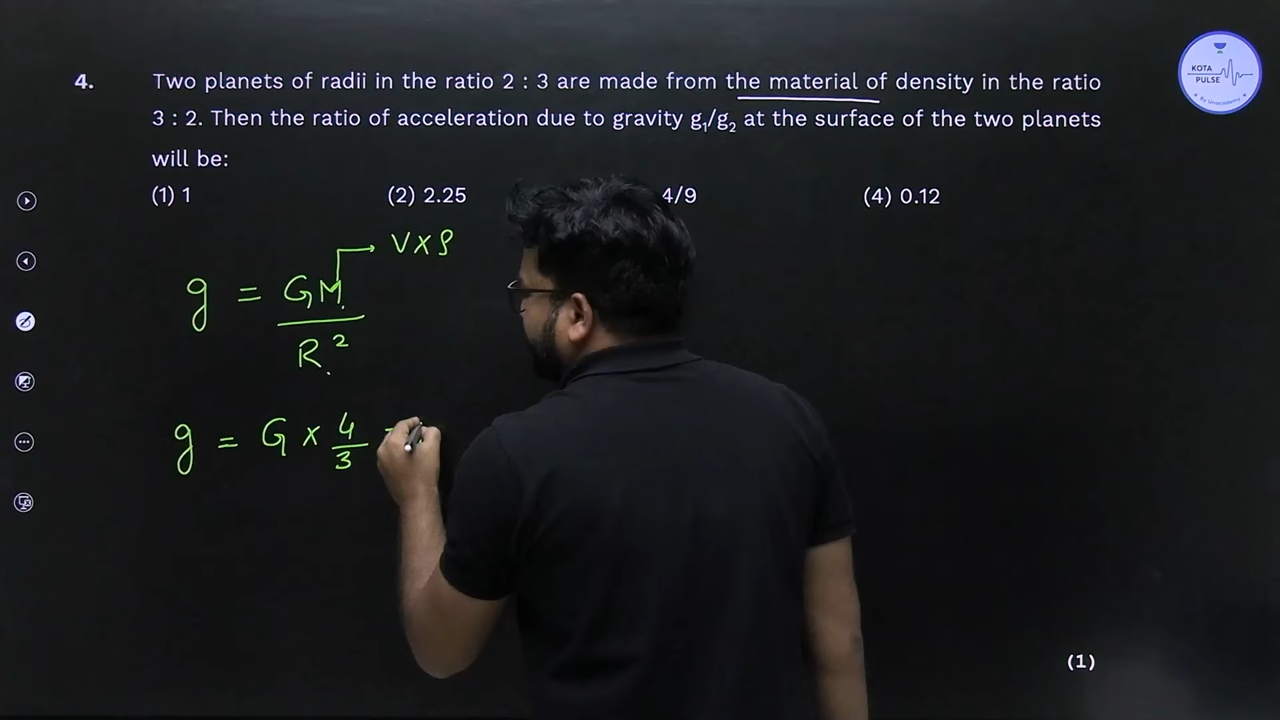 4. Two planets of radii in the ratio 2 : 3 are made from the material of density in the ratio
3 : 2. Then the ratio of acceleration due to gravity g₁/g₂ at the surface of the two planets
will be:
(1) 1 (2) 2.25 4/9 (4) 0.12
V×ρ
g = GM
R²
g = G × 4/3
(1)
KOTA
PULSE
By Unacademy